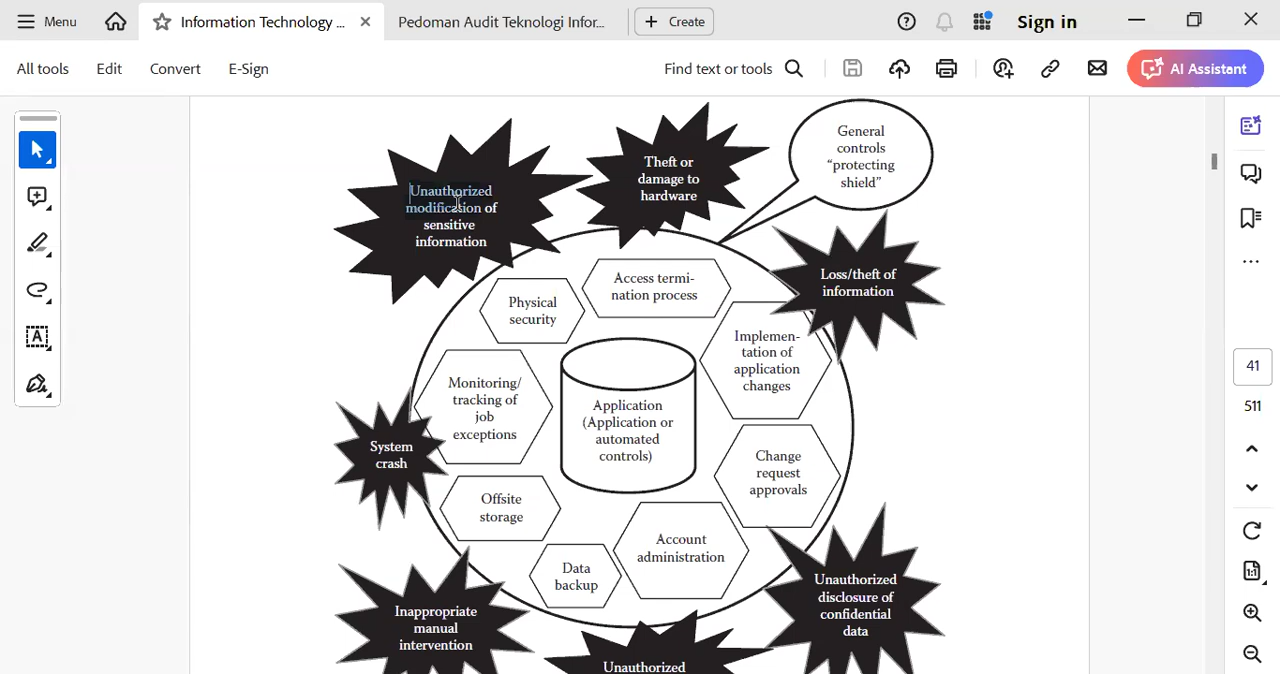 Menu
Information Technology ...
Pedoman Audit Teknologi Infor...
Create
Sign in
All tools
Edit
Convert
E-Sign
Find text or tools
AI Assistant
Unauthorized
modification of
sensitive
information
Theft or
damage to
hardware
General
controls
“protecting
shield”
Loss/theft of
information
Access termi-
nation process
Physical
security
Implemen-
tation of
application
changes
Monitoring/
tracking of
job
exceptions
Application
(Application or
automated
controls)
System
crash
Change
request
approvals
Offsite
storage
Account
administration
Data
backup
Unauthorized
disclosure of
confidential
data
Inappropriate
manual
intervention
Unauthorized
41
511
1:1